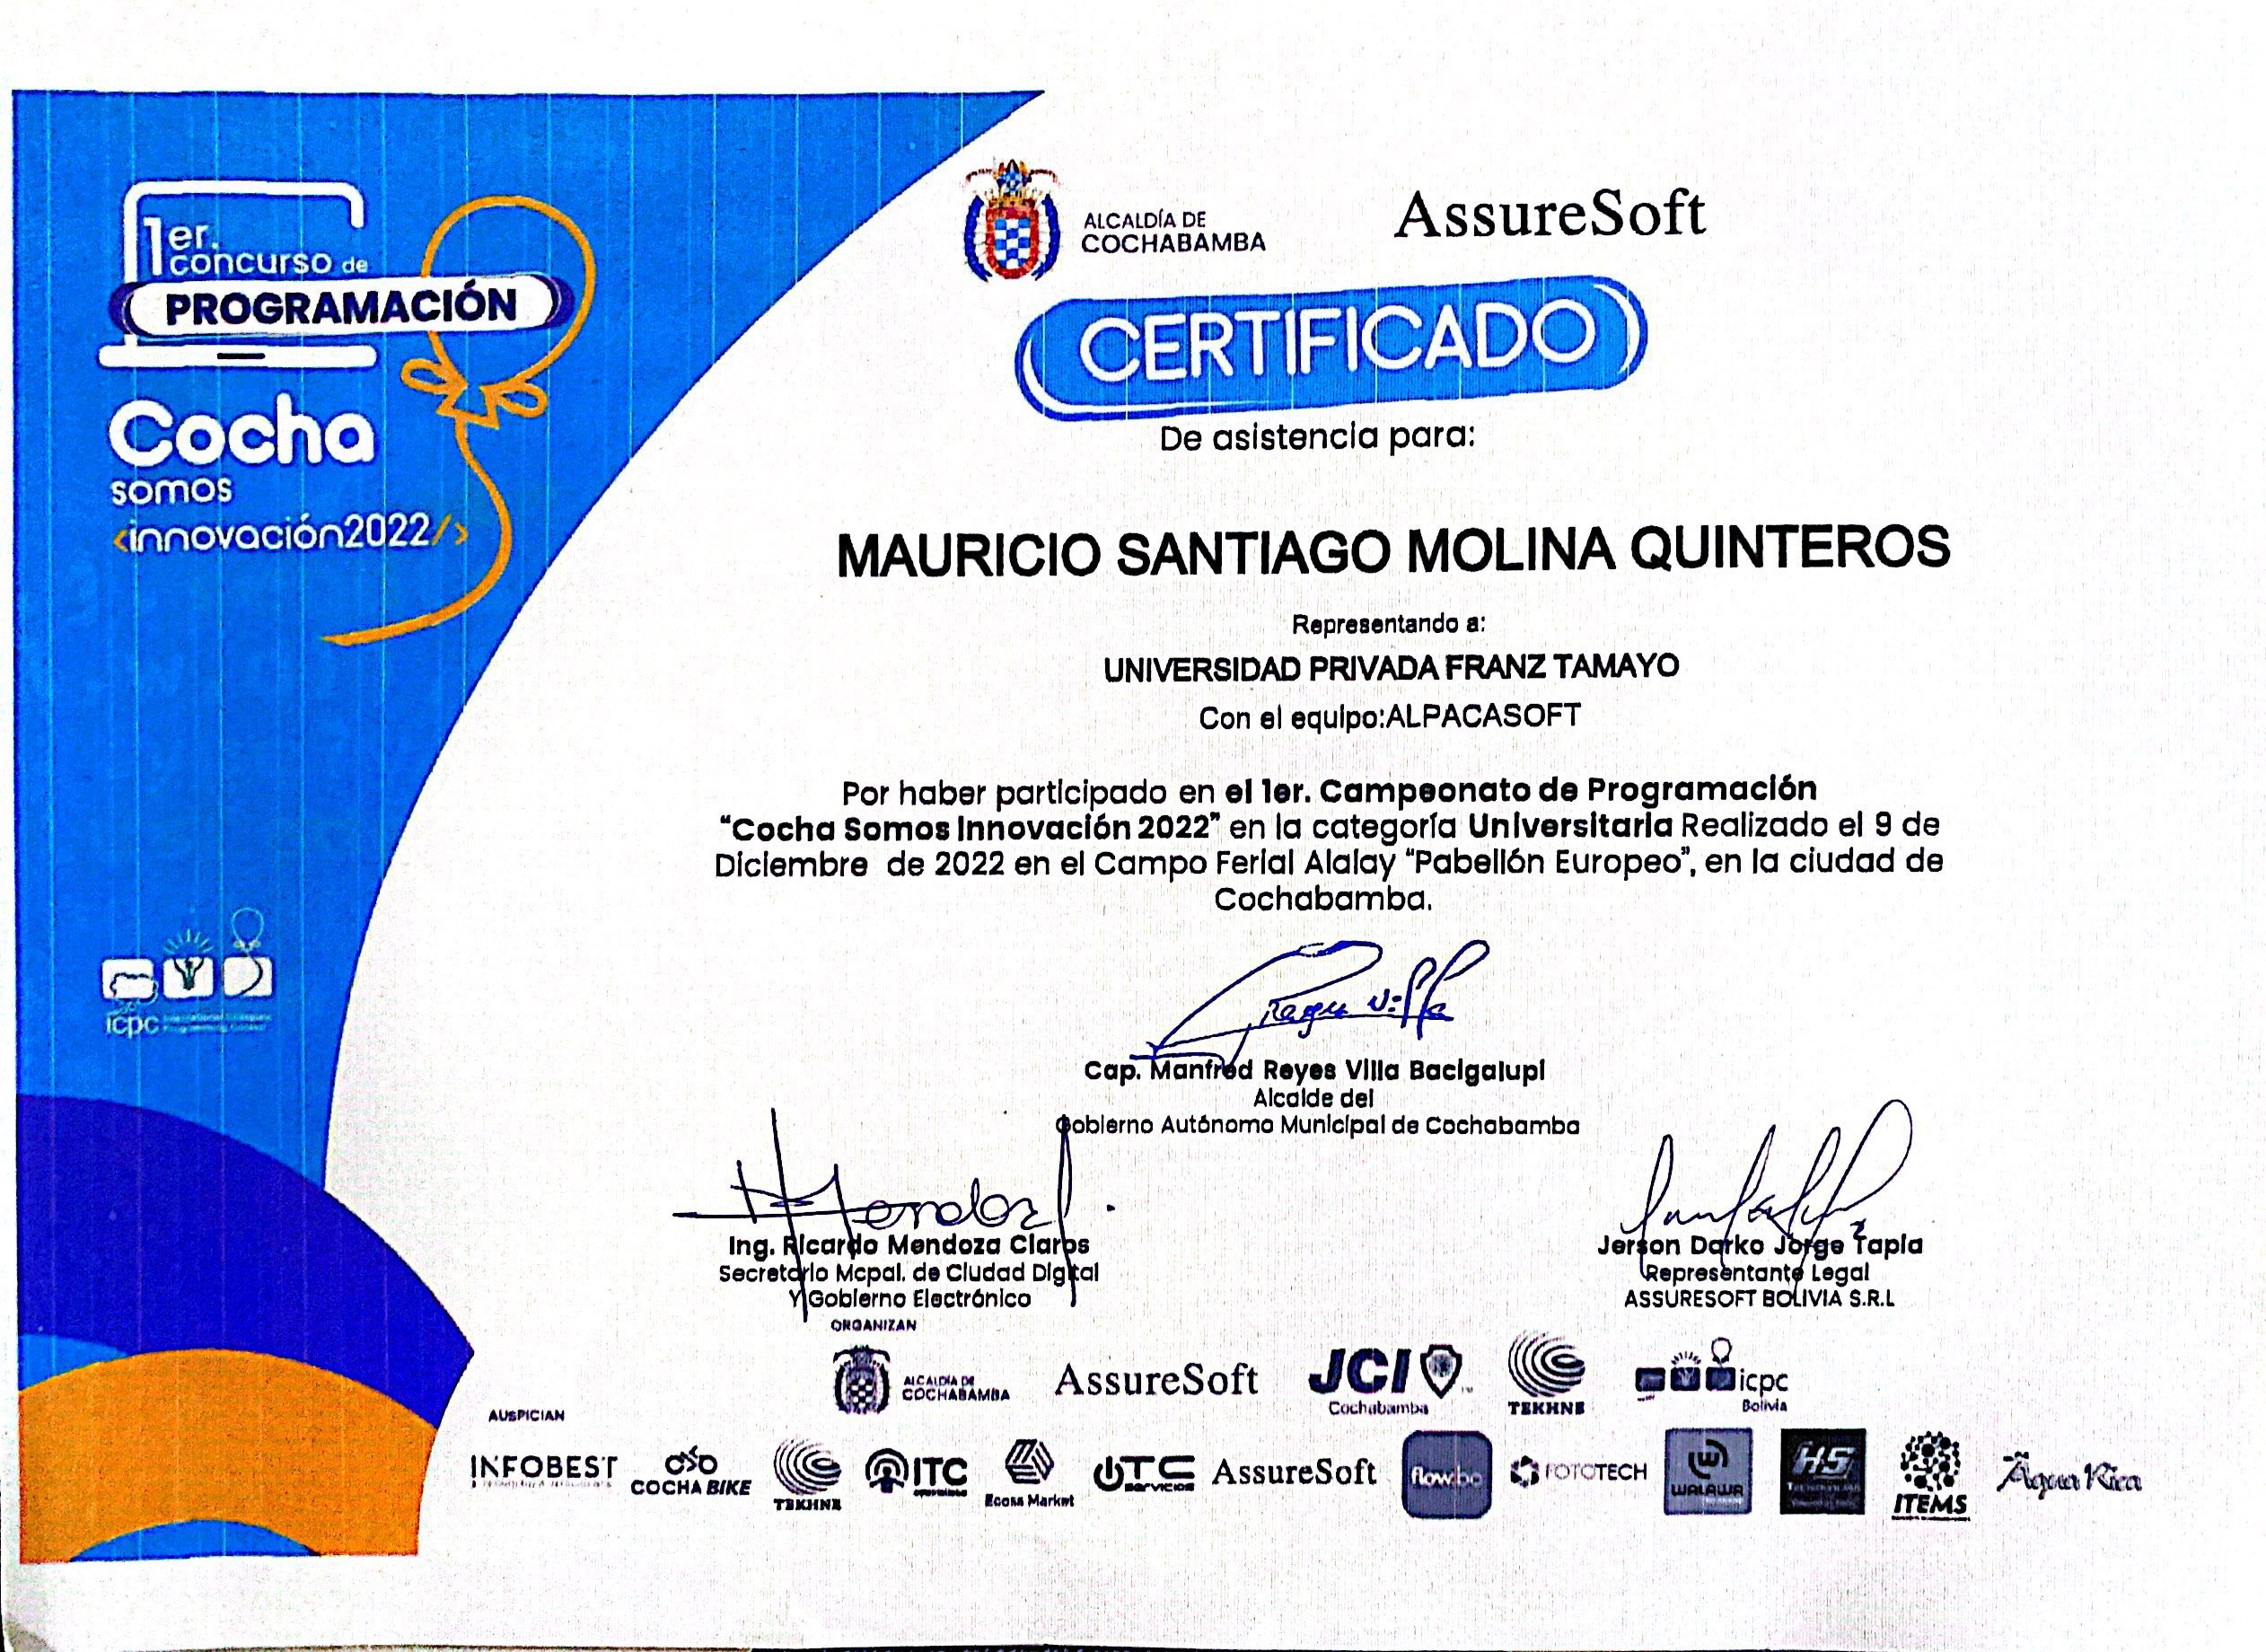 1er.
concurso de
PROGRAMACIÓN
Cocha
somos
<innovación2022/>
icpc
ALCALDÍA DE
COCHABAMBA
AssureSoft
CERTIFICADO
De asistencia para:
MAURICIO SANTIAGO MOLINA QUINTEROS
Representando a:
UNIVERSIDAD PRIVADA FRANZ TAMAYO
Con el equipo:ALPACASOFT
Por haber participado en el 1er. Campeonato de Programación
“Cocha Somos Innovación 2022” en la categoría Universitaria Realizado el 9 de
Diciembre de 2022 en el Campo Ferial Alalay “Pabellón Europeo”, en la ciudad de
Cochabamba.
Cap. Manfred Reyes Villa Bacigalupi
Alcalde del
Gobierno Autónomo Municipal de Cochabamba
Ing. Ricardo Mendoza Claros
Secretario Mcpal. de Ciudad Digital
Y Gobierno Electrónico
Jerson Darko Jorge Tapia
Representante Legal
ASSURESOFT BOLIVIA S.R.L
ORGANIZAN
ALCALDÍA DE
COCHABAMBA
AssureSoft
JCI
Cochabamba
TEKHNE
icpc
Bolivia
AUSPICIAN
INFOBEST
COCHA BIKE
TEKHNE
ITC
Ecosa Market
UTC
servicios
AssureSoft
flow
FOTOTECH
WALAWA
HS
ITEMS
Agua Rica